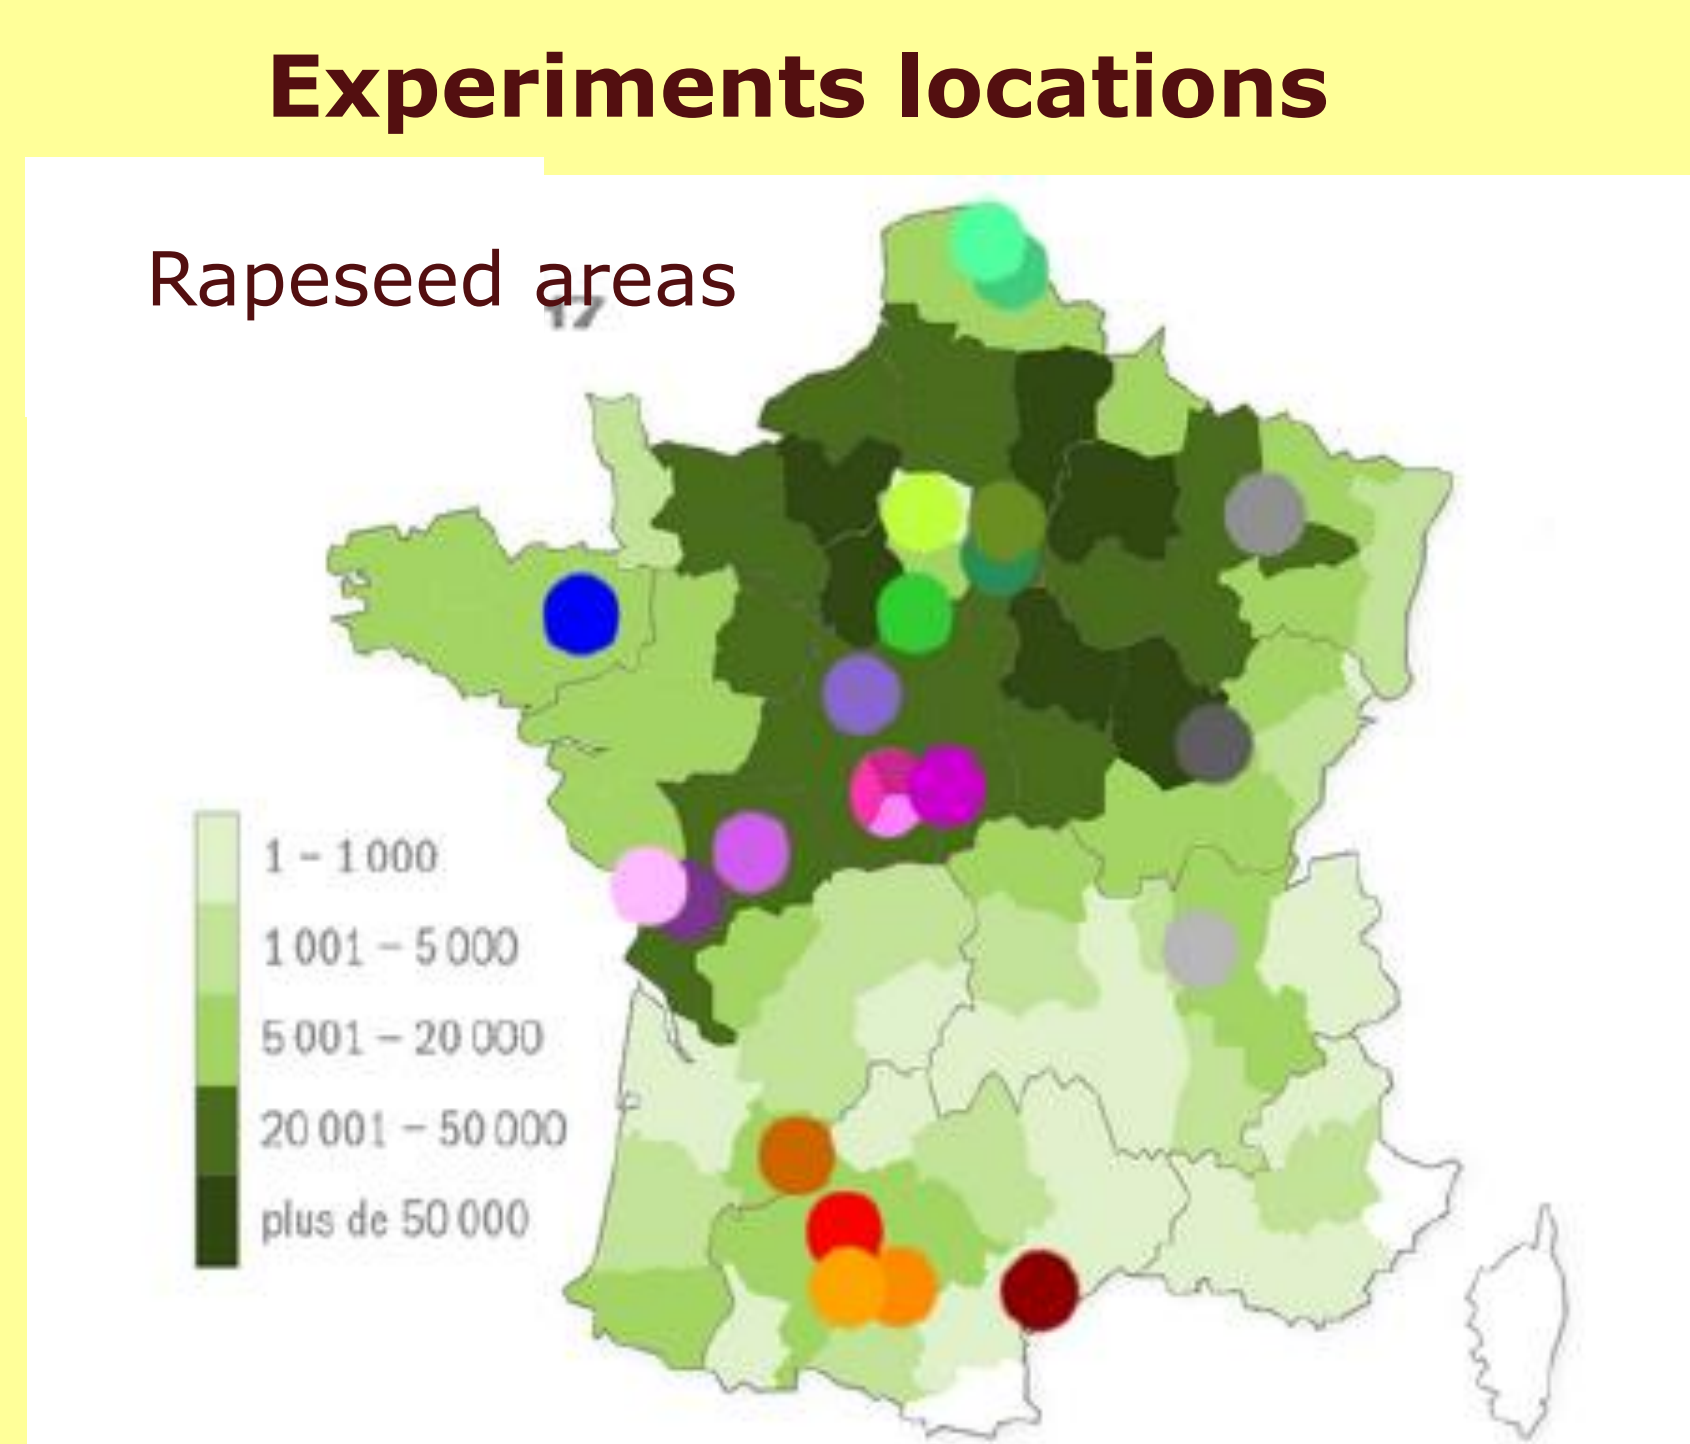 Experiments locations
Rapeseed areas
1 – 1 000
1 001 – 5 000
5 001 – 20 000
20 001 – 50 000
plus de 50 000